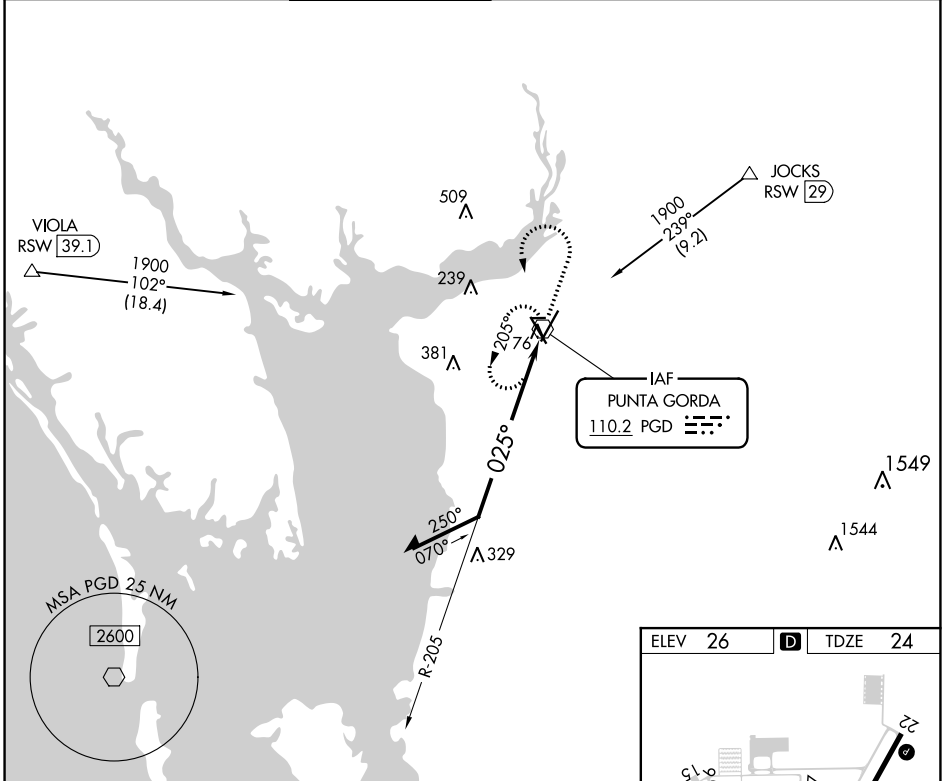 509
JOCKS
RSW 29
1900
239°
(9.2)
VIOLA
RSW 39.1
1900
102°
(18.4)
239
205°
76
381
IAF
PUNTA GORDA
110.2 PGD
025°
1549
250°
070°
329
1544
MSA PGD 25 NM
2600
R-205
ELEV 26 D TDZE 24
22
P
15